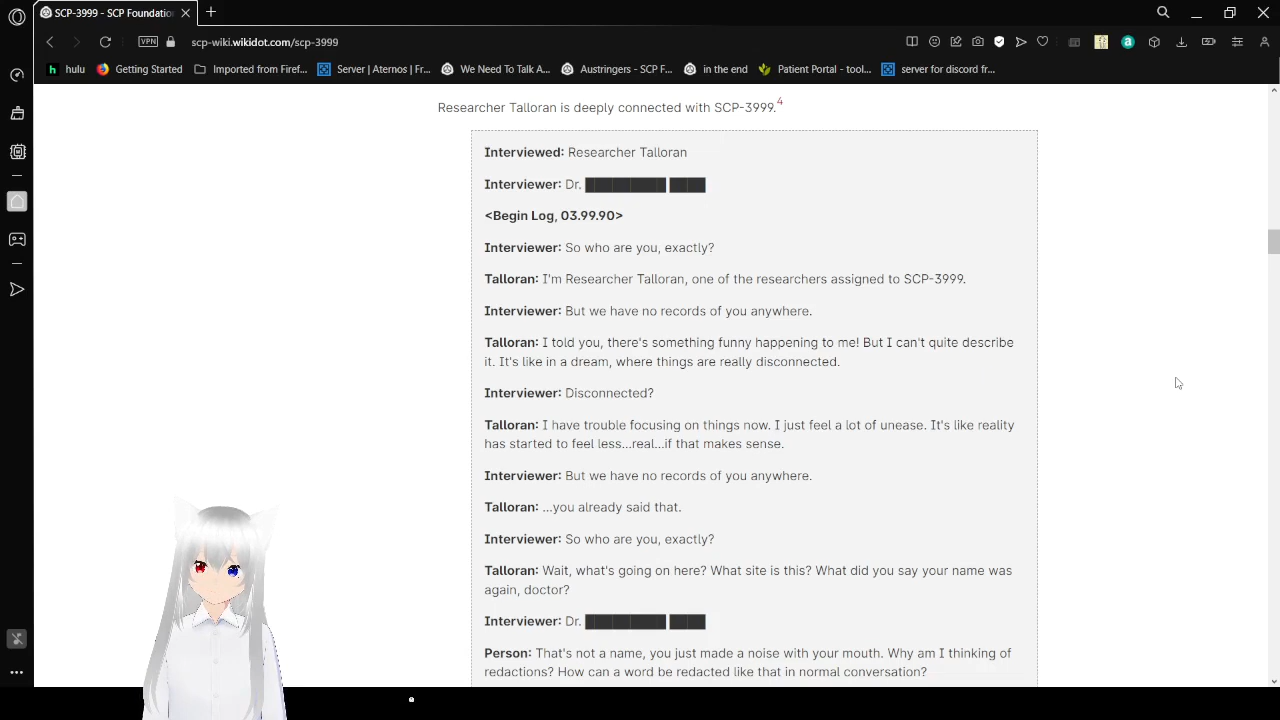 SCP-3999 - SCP Foundatio
scp-wiki.wikidot.com/scp-3999
VPN
hulu
Getting Started
Imported from Firef...
Server | Aternos | Fr...
We Need To Talk A...
Austringers - SCP F...
in the end
Patient Portal - tool...
server for discord fr...
Researcher Talloran is deeply connected with SCP-3999.4
Interviewed: Researcher Talloran
Interviewer: Dr. █████████ ████
<Begin Log, 03.99.90>
Interviewer: So who are you, exactly?
Talloran: I'm Researcher Talloran, one of the researchers assigned to SCP-3999.
Interviewer: But we have no records of you anywhere.
Talloran: I told you, there's something funny happening to me! But I can't quite describe
it. It's like in a dream, where things are really disconnected.
Interviewer: Disconnected?
Talloran: I have trouble focusing on things now. I just feel a lot of unease. It's like reality
has started to feel less...real...if that makes sense.
Interviewer: But we have no records of you anywhere.
Talloran: ...you already said that.
Interviewer: So who are you, exactly?
Talloran: Wait, what's going on here? What site is this? What did you say your name was
again, doctor?
Interviewer: Dr. █████████ ████
Person: That's not a name, you just made a noise with your mouth. Why am I thinking of
redactions? How can a word be redacted like that in normal conversation?